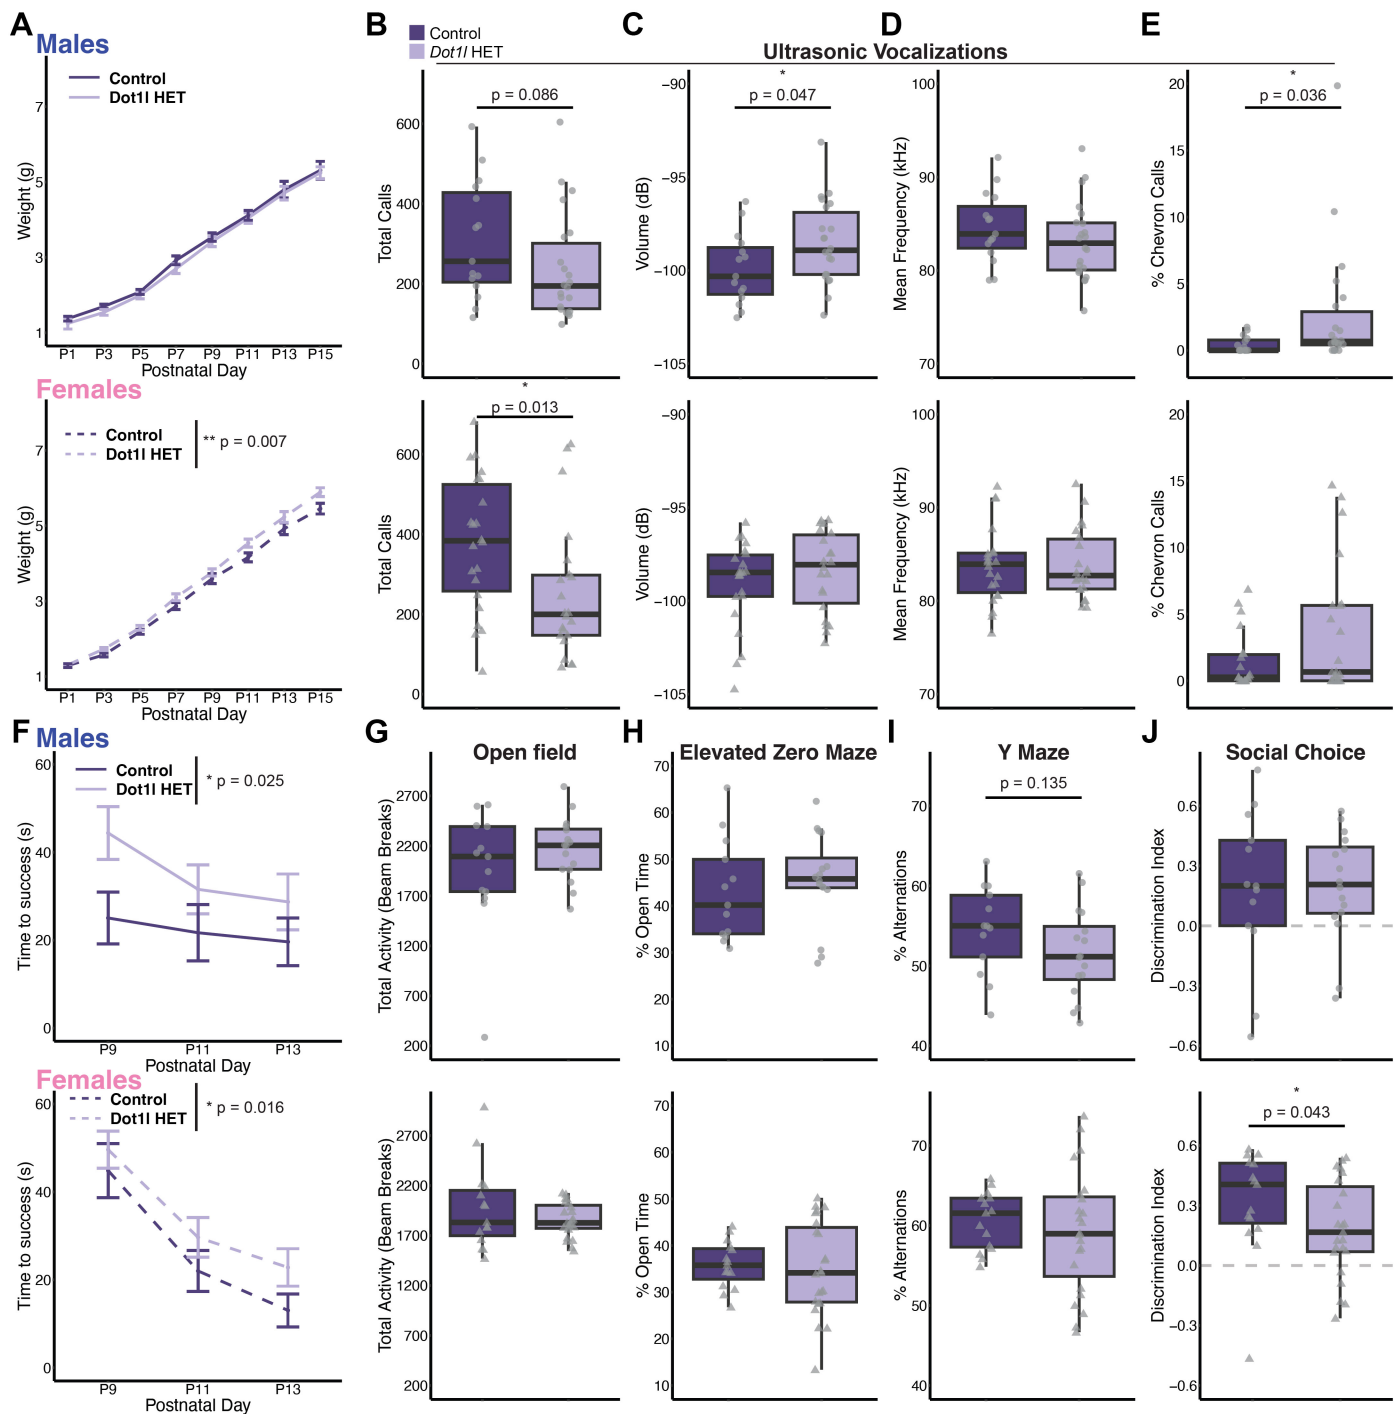 A
Males
Control
Dot1l HET
Weight (g)
7
5
3
1
P1 P3 P5 P7 P9 P11 P13 P15
Postnatal Day
Females
Control
Dot1l HET
** p = 0.007
Weight (g)
7
5
3
1
P1 P3 P5 P7 P9 P11 P13 P15
Postnatal Day
Control
Dot1l HET
Ultrasonic Vocalizations
B
p = 0.086
Total Calls
600
400
200
0
*
p = 0.013
Total Calls
600
400
200
0
C
*
p = 0.047
Volume (dB)
−90
−95
−100
−105
Volume (dB)
−90
−95
−100
−105
D
Mean Frequency (kHz)
100
90
80
70
Mean Frequency (kHz)
100
90
80
70
E
*
p = 0.036
% Chevron Calls
20
15
10
5
0
% Chevron Calls
20
15
10
5
0
F
Males
Control
Dot1l HET
* p = 0.025
Time to success (s)
60
40
20
0
P9 P11 P13
Postnatal Day
Females
Control
Dot1l HET
* p = 0.016
Time to success (s)
60
40
20
0
P9 P11 P13
Postnatal Day
G
Open field
Total Activity (Beam Breaks)
2700
2200
1700
1200
700
200
Total Activity (Beam Breaks)
2700
2200
1700
1200
700
200
H
Elevated Zero Maze
% Open Time
70
60
50
40
30
20
10
% Open Time
70
60
50
40
30
20
10
I
Y Maze
p = 0.135
% Alternations
70
60
50
40
% Alternations
70
60
50
40
J
Social Choice
Discrimination Index
0.6
0.3
0.0
−0.3
−0.6
*
p = 0.043
Discrimination Index
0.6
0.3
0.0
−0.3
−0.6